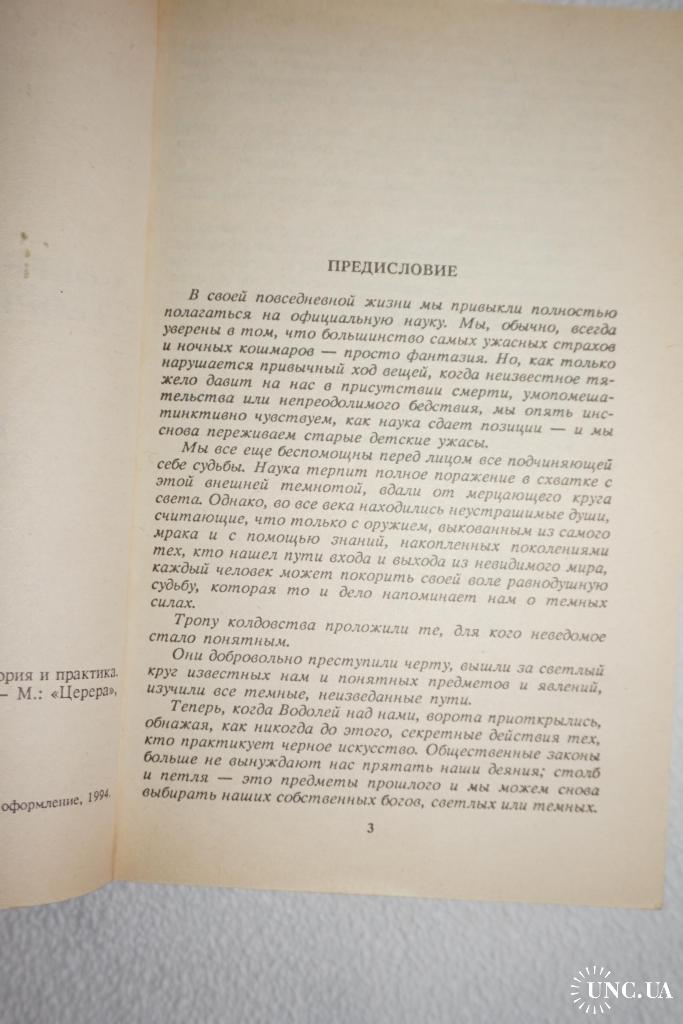 ория и практика.
— М.: «Церера»,
оформление, 1994.
ПРЕДИСЛОВИЕ
В своей повседневной жизни мы привыкли полностью
полагаться на официальную науку. Мы, обычно, всегда
уверены в том, что большинство самых ужасных страхов
и ночных кошмаров — просто фантазия. Но, как только
нарушается привычный ход вещей, когда неизвестное тя-
жело давит на нас в присутствии смерти, умопомеша-
тельства или непреодолимого бедствия, мы опять инс-
тинктивно чувствуем, как наука сдает позиции — и мы
снова переживаем старые детские ужасы.
Мы все еще беспомощны перед лицом все подчиняющей
себе судьбы. Наука терпит полное поражение в схватке с
этой внешней темнотой, вдали от мерцающего круга
света. Однако, во все века находились неустрашимые души,
считающие, что только с оружием, выкованным из самого
мрака и с помощью знаний, накопленных поколениями
тех, кто нашел пути входа и выхода из невидимого мира,
каждый человек может покорить своей воле равнодушную
судьбу, которая то и дело напоминает нам о темных
силах.
Тропу колдовства проложили те, для кого неведомое
стало понятным.
Они добровольно преступили черту, вышли за светлый
круг известных нам и понятных предметов и явлений,
изучили все темные, неизведанные пути.
Теперь, когда Водолей над нами, ворота приоткрылись,
обнажая, как никогда до этого, секретные действия тех,
кто практикует черное искусство. Общественные законы
больше не вынуждают нас прятать наши деяния; столб
и петля — это предметы прошлого и мы можем снова
выбирать наших собственных богов, светлых или темных.
3
UNC.UA